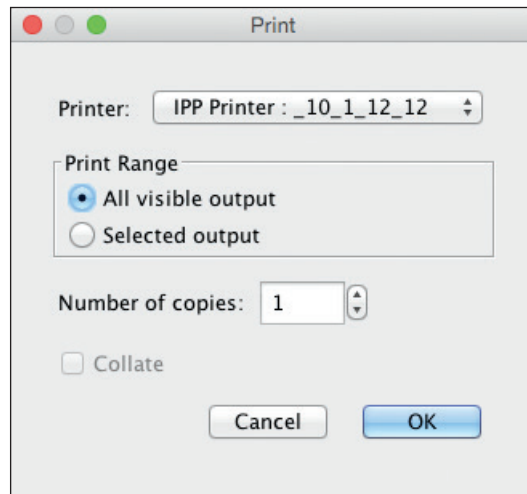 Print
Printer: IPP Printer : _10_1_12_12
Print Range
All visible output
Selected output
Number of copies: 1
Collate
Cancel OK